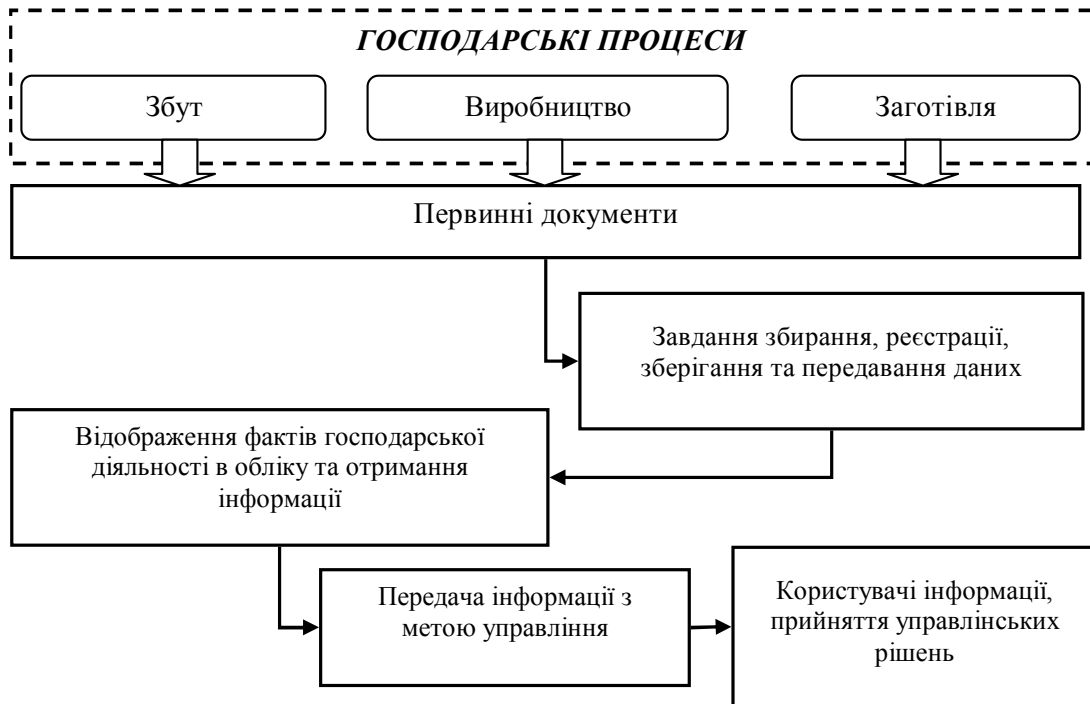 ГОСПОДАРСЬКІ ПРОЦЕСИ
Збут
Виробництво
Заготівля
Первинні документи
Завдання збирання, реєстрації,
зберігання та передавання даних
Відображення фактів господарської
діяльності в обліку та отримання
інформації
Передача інформації з
метою управління
Користувачі інформації,
прийняття управлінських
рішень